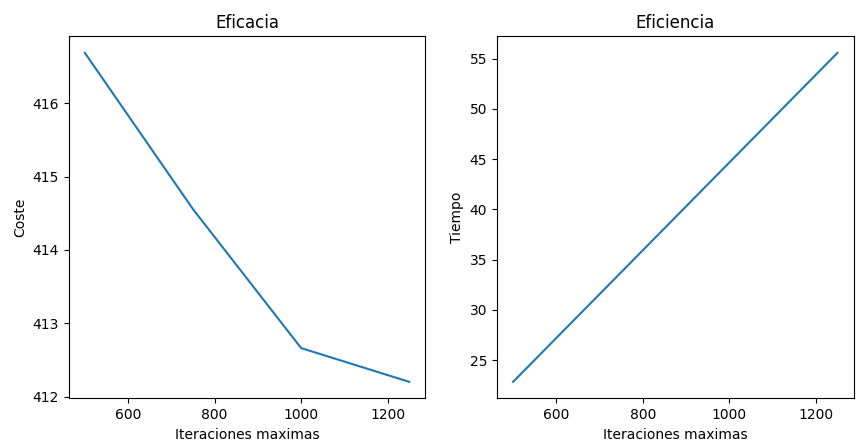 Eficacia
Coste
416
415
414
413
412
600 800 1000 1200
Iteraciones maximas
Eficiencia
Tiempo
55
50
45
40
35
30
25
600 800 1000 1200
Iteraciones maximas